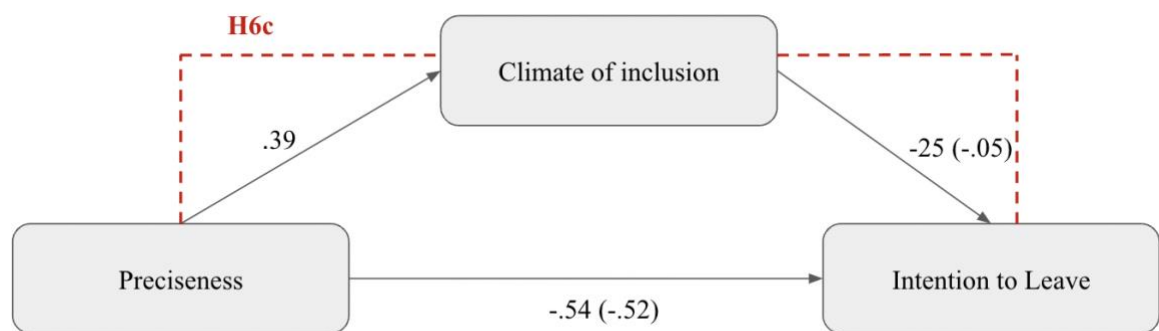 H6c
Climate of inclusion
.39
-25 (-.05)
Preciseness
Intention to Leave
-.54 (-.52)